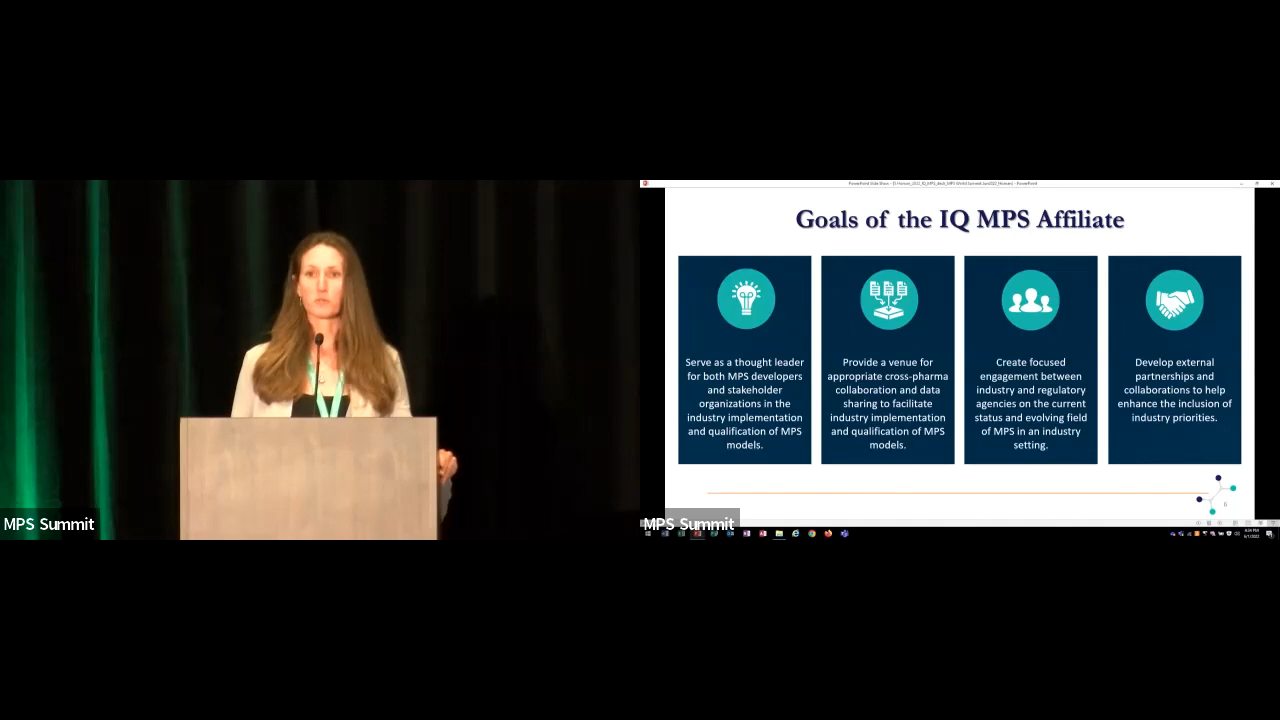 MPS Summit
Goals of the IQ MPS Affiliate
Serve as a thought leader
for both MPS developers
and stakeholder
organizations in the
industry implementation
and qualification of MPS
models.
Provide a venue for
appropriate cross-pharma
collaboration and data
sharing to facilitate
industry implementation
and qualification of MPS
models.
Create focused
engagement between
industry and regulatory
agencies on the current
status and evolving field
of MPS in an industry
setting.
Develop external
partnerships and
collaborations to help
enhance the inclusion of
industry priorities.
6
MPS Summit